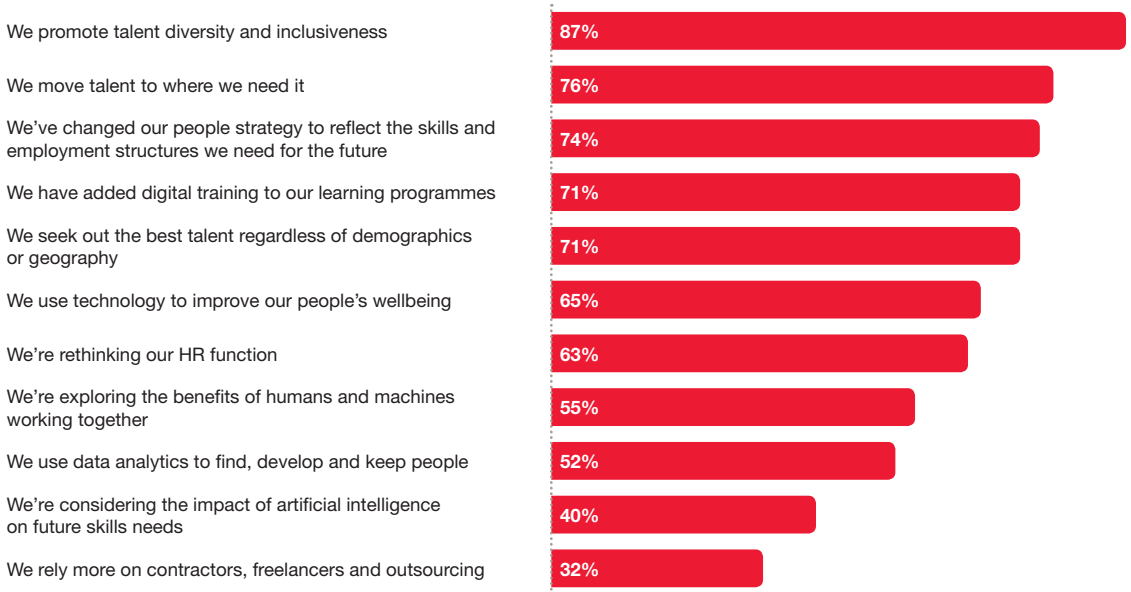 We promote talent diversity and inclusiveness
87%
We move talent to where we need it
76%
We’ve changed our people strategy to reflect the skills and
employment structures we need for the future
74%
We have added digital training to our learning programmes
71%
We seek out the best talent regardless of demographics
or geography
71%
We use technology to improve our people’s wellbeing
65%
We’re rethinking our HR function
63%
We’re exploring the benefits of humans and machines
working together
55%
We use data analytics to find, develop and keep people
52%
We’re considering the impact of artificial intelligence
on future skills needs
40%
We rely more on contractors, freelancers and outsourcing
32%